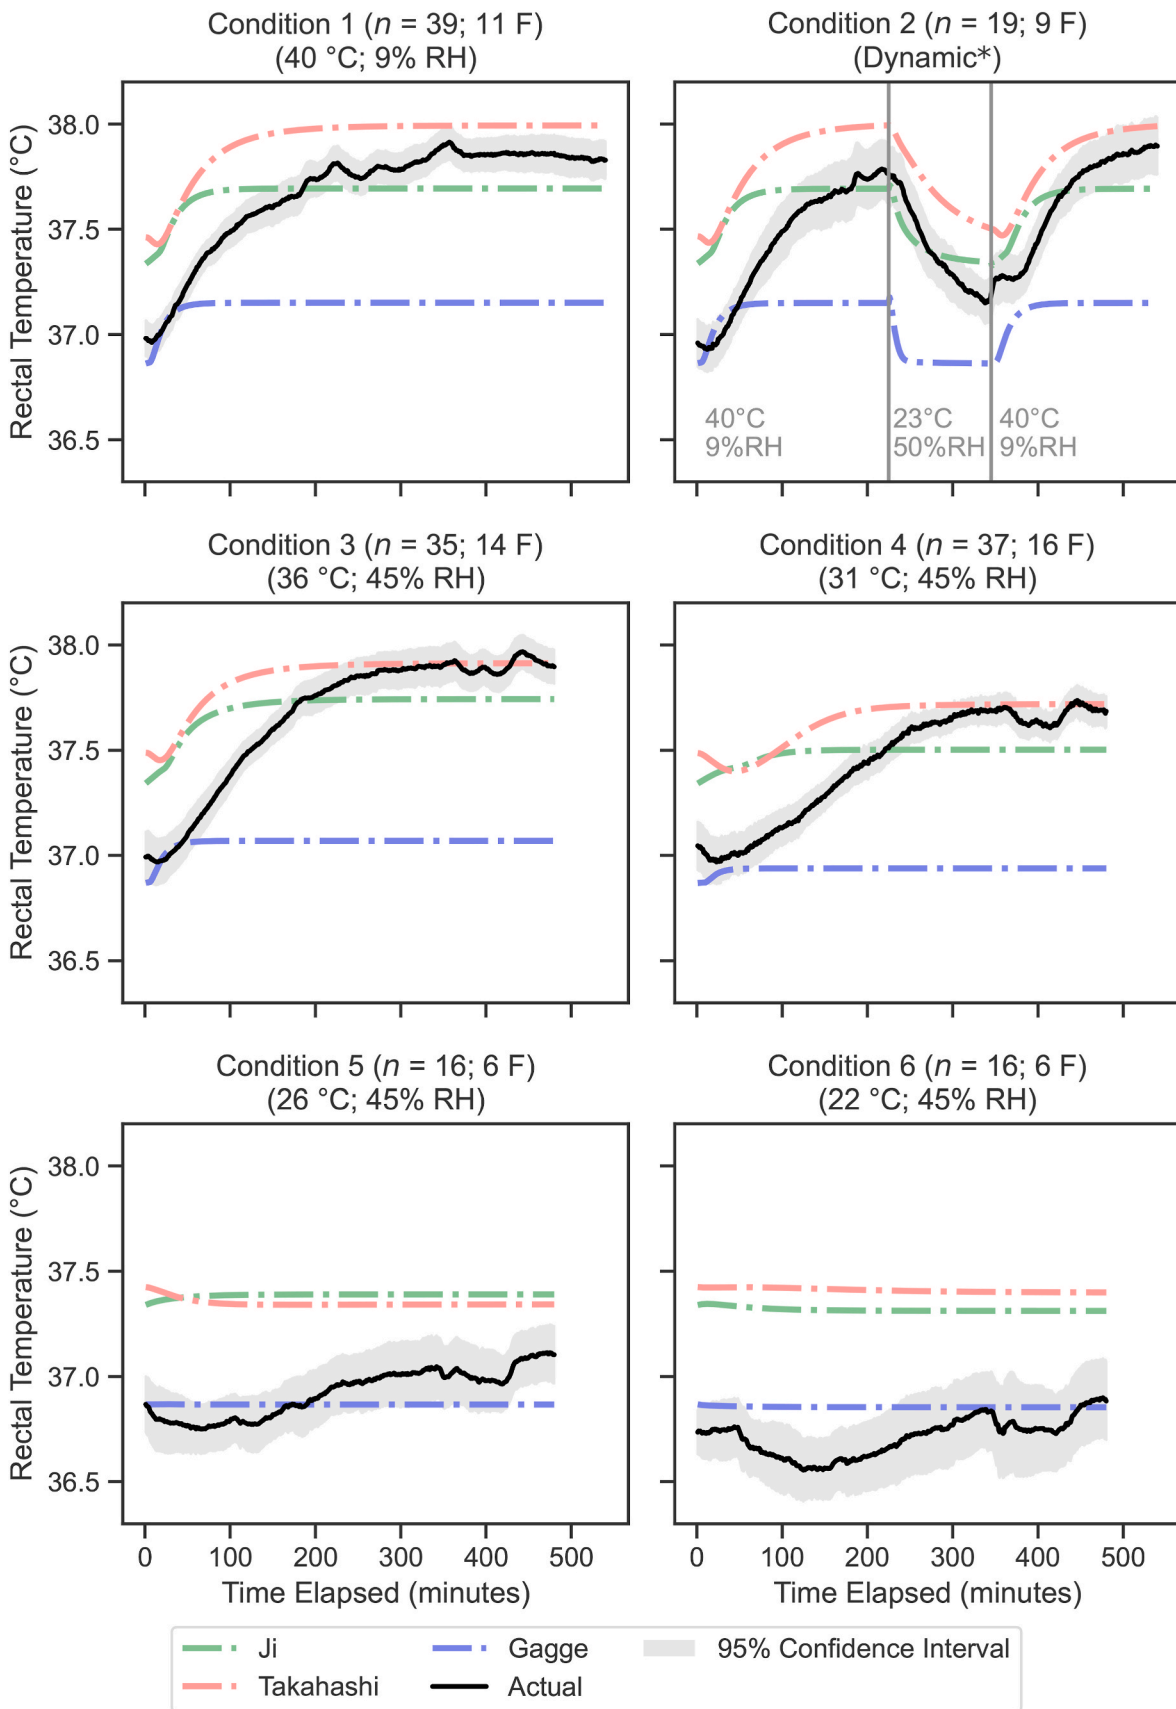 Condition 1 (n = 39; 11 F)
(40 °C; 9% RH)
Condition 2 (n = 19; 9 F)
(Dynamic*)
Rectal Temperature (°C)
38.0
37.5
37.0
36.5
40°C
9%RH
23°C
50%RH
40°C
9%RH
Condition 3 (n = 35; 14 F)
(36 °C; 45% RH)
Condition 4 (n = 37; 16 F)
(31 °C; 45% RH)
Rectal Temperature (°C)
38.0
37.5
37.0
36.5
Condition 5 (n = 16; 6 F)
(26 °C; 45% RH)
Condition 6 (n = 16; 6 F)
(22 °C; 45% RH)
Rectal Temperature (°C)
38.0
37.5
37.0
36.5
0 100 200 300 400 500
0 100 200 300 400 500
Time Elapsed (minutes)
Time Elapsed (minutes)
Ji
Gagge
95% Confidence Interval
Takahashi
Actual